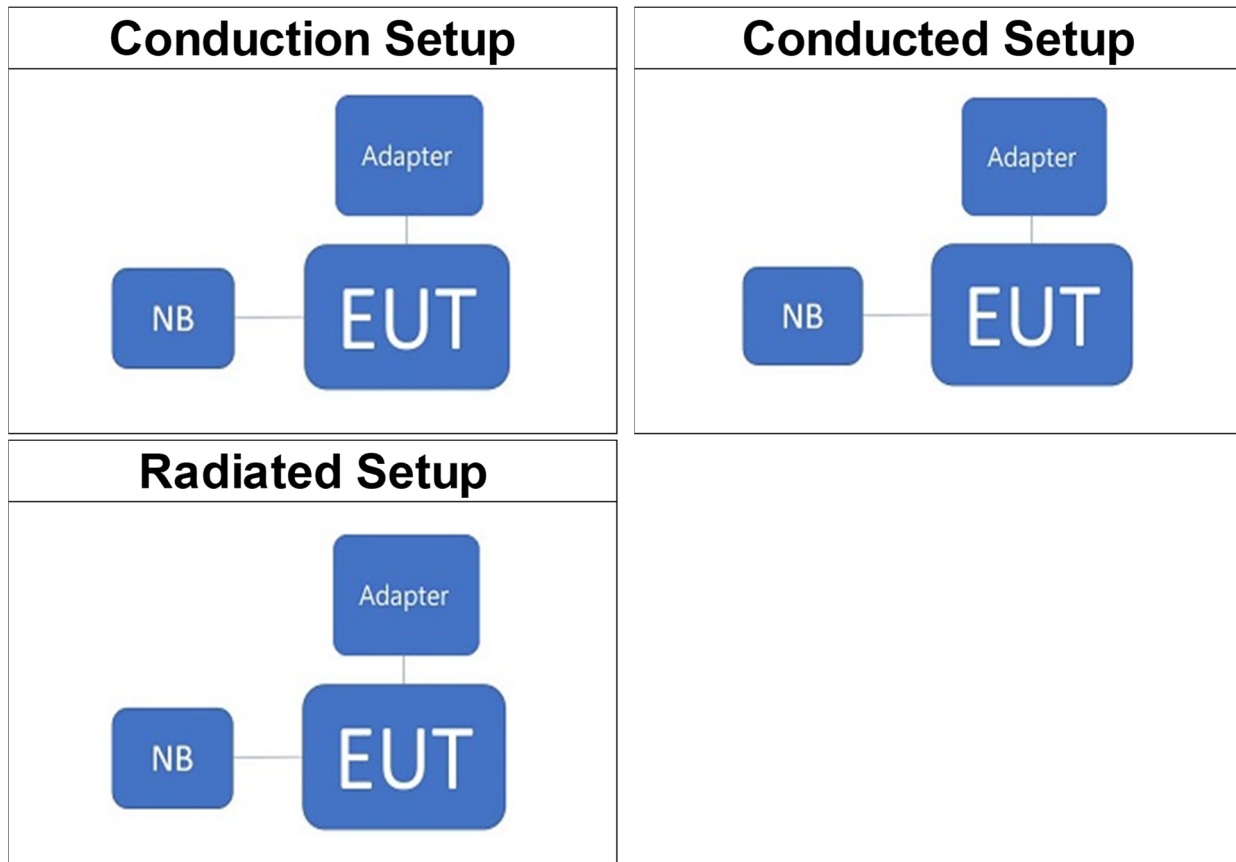 Conduction Setup
Adapter
NB
EUT
Conducted Setup
Adapter
NB
EUT
Radiated Setup
Adapter
NB
EUT